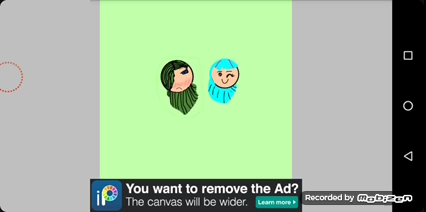 You want to remove the Ad?
The canvas will be wider.
Learn more
Recorded by
Mobizen